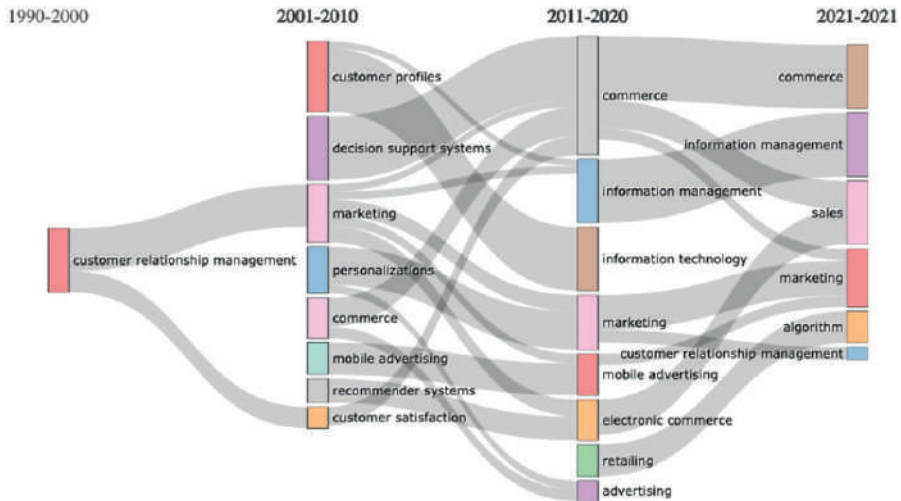 1990-2000
2001-2010
2011-2020
2021-2021
customer relationship management
customer profiles
decision support systems
marketing
personalizations
commerce
mobile advertising
recommender systems
customer satisfaction
commerce
information management
information technology
marketing
mobile advertising
electronic commerce
retailing
advertising
commerce
information management
sales
marketing
algorithm
customer relationship management